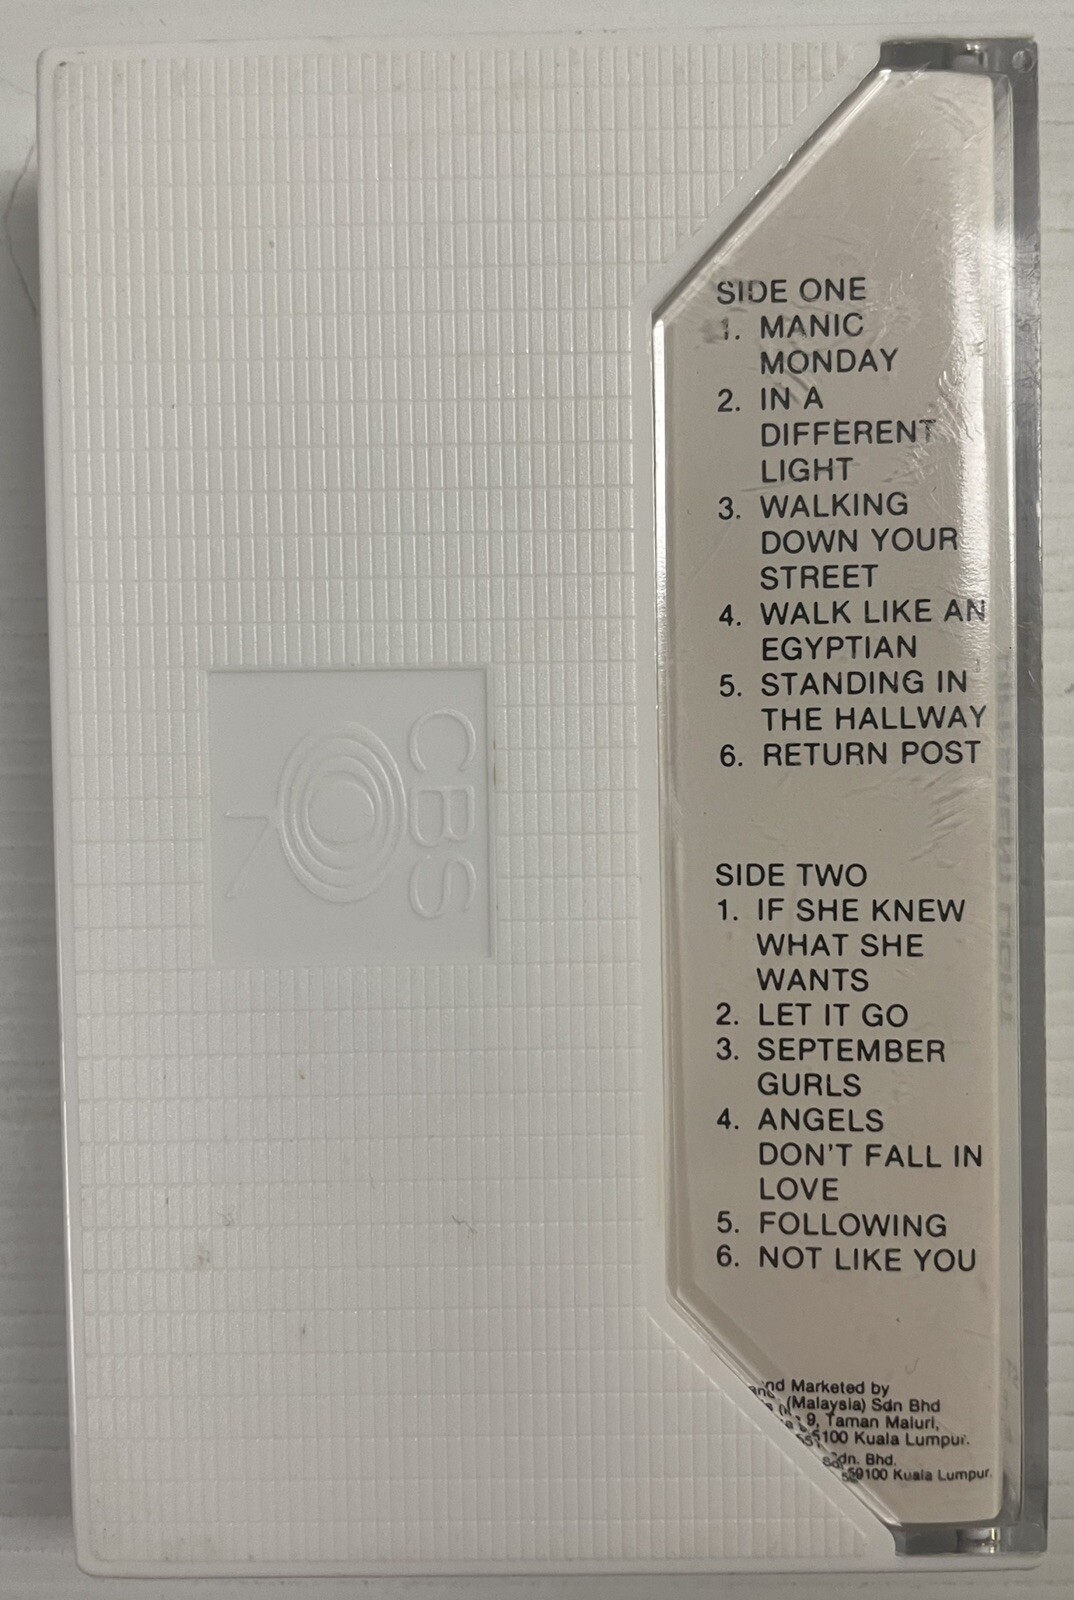 SIDE ONE
1. MANIC
MONDAY
2. IN A
DIFFERENT
LIGHT
3. WALKING
DOWN YOUR
STREET
4. WALK LIKE AN
EGYPTIAN
5. STANDING IN
THE HALLWAY
6. RETURN POST
SIDE TWO
1. IF SHE KNEW
WHAT SHE
WANTS
2. LET IT GO
3. SEPTEMBER
GURLS
4. ANGELS
DON'T FALL IN
LOVE
5. FOLLOWING
6. NOT LIKE YOU
Marketed by
(Malaysia) Sdn Bhd
9, Taman Maluri,
Kuala Lumpur.
Bhd.
59100 Kuala Lumpur.
CBS